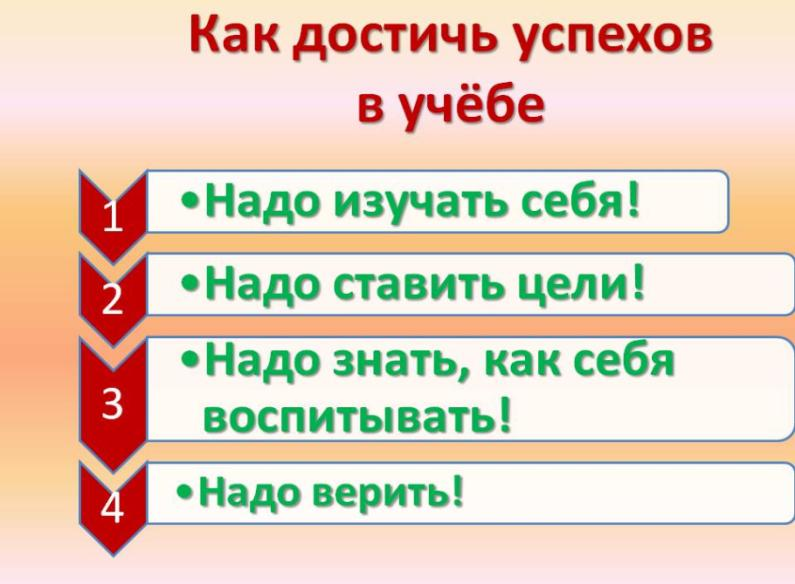 Как достичь успехов
в учёбе
1
•Надо изучать себя!
2
•Надо ставить цели!
3
•Надо знать, как себя
воспитывать!
4
•Надо верить!